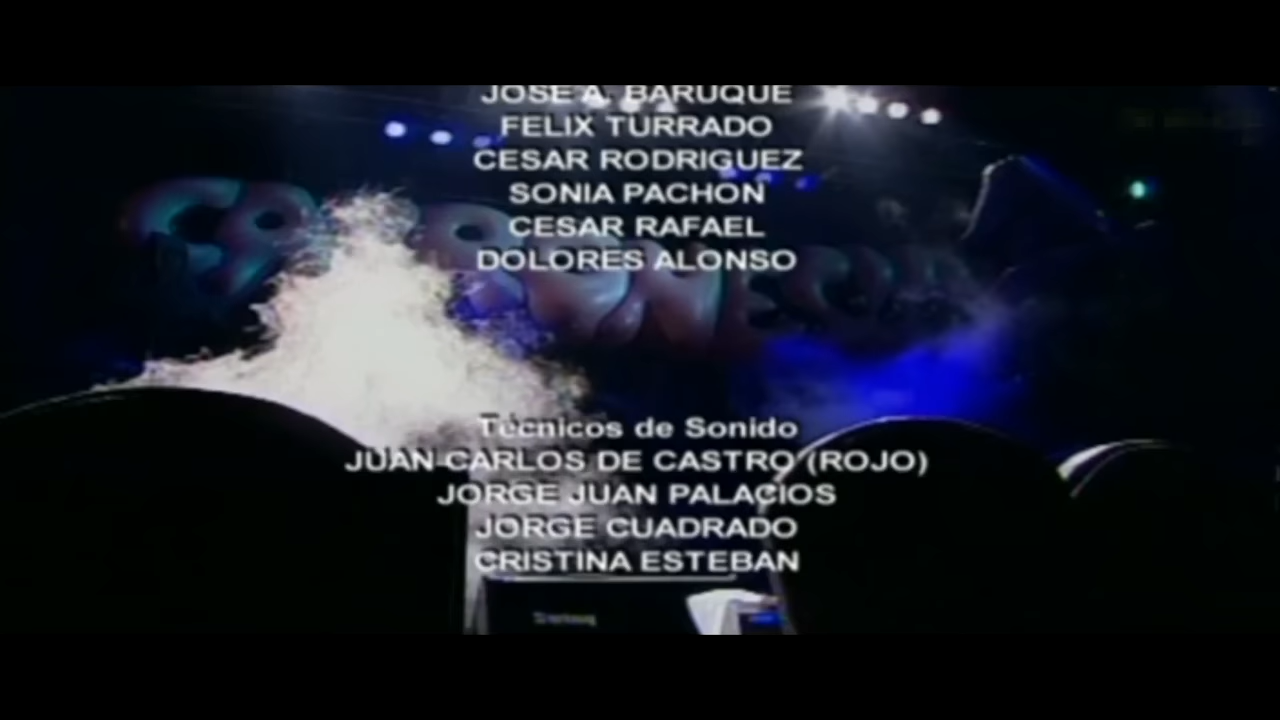 JOSE A. BARUQUE
FELIX TURRADO
CESAR RODRIGUEZ
SONIA PACHON
CESAR RAFAEL
DOLORES ALONSO
Técnicos de Sonido
JUAN CARLOS DE CASTRO (ROJO)
JORGE JUAN PALACIOS
JORGE CUADRADO
CRISTINA ESTEBAN